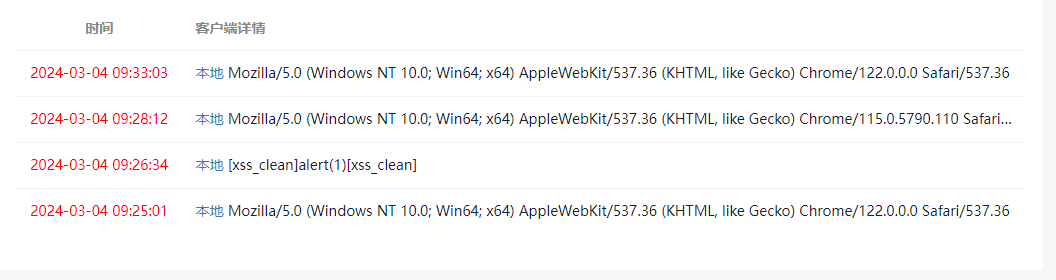 时间 客户端详情
2024-03-04 09:33:03 本地 Mozilla/5.0 (Windows NT 10.0; Win64; x64) AppleWebKit/537.36 (KHTML, like Gecko) Chrome/122.0.0.0 Safari/537.36
2024-03-04 09:28:12 本地 Mozilla/5.0 (Windows NT 10.0; Win64; x64) AppleWebKit/537.36 (KHTML, like Gecko) Chrome/115.0.5790.110 Safari...
2024-03-04 09:26:34 本地 [xss_clean]alert(1)[xss_clean]
2024-03-04 09:25:01 本地 Mozilla/5.0 (Windows NT 10.0; Win64; x64) AppleWebKit/537.36 (KHTML, like Gecko) Chrome/122.0.0.0 Safari/537.36